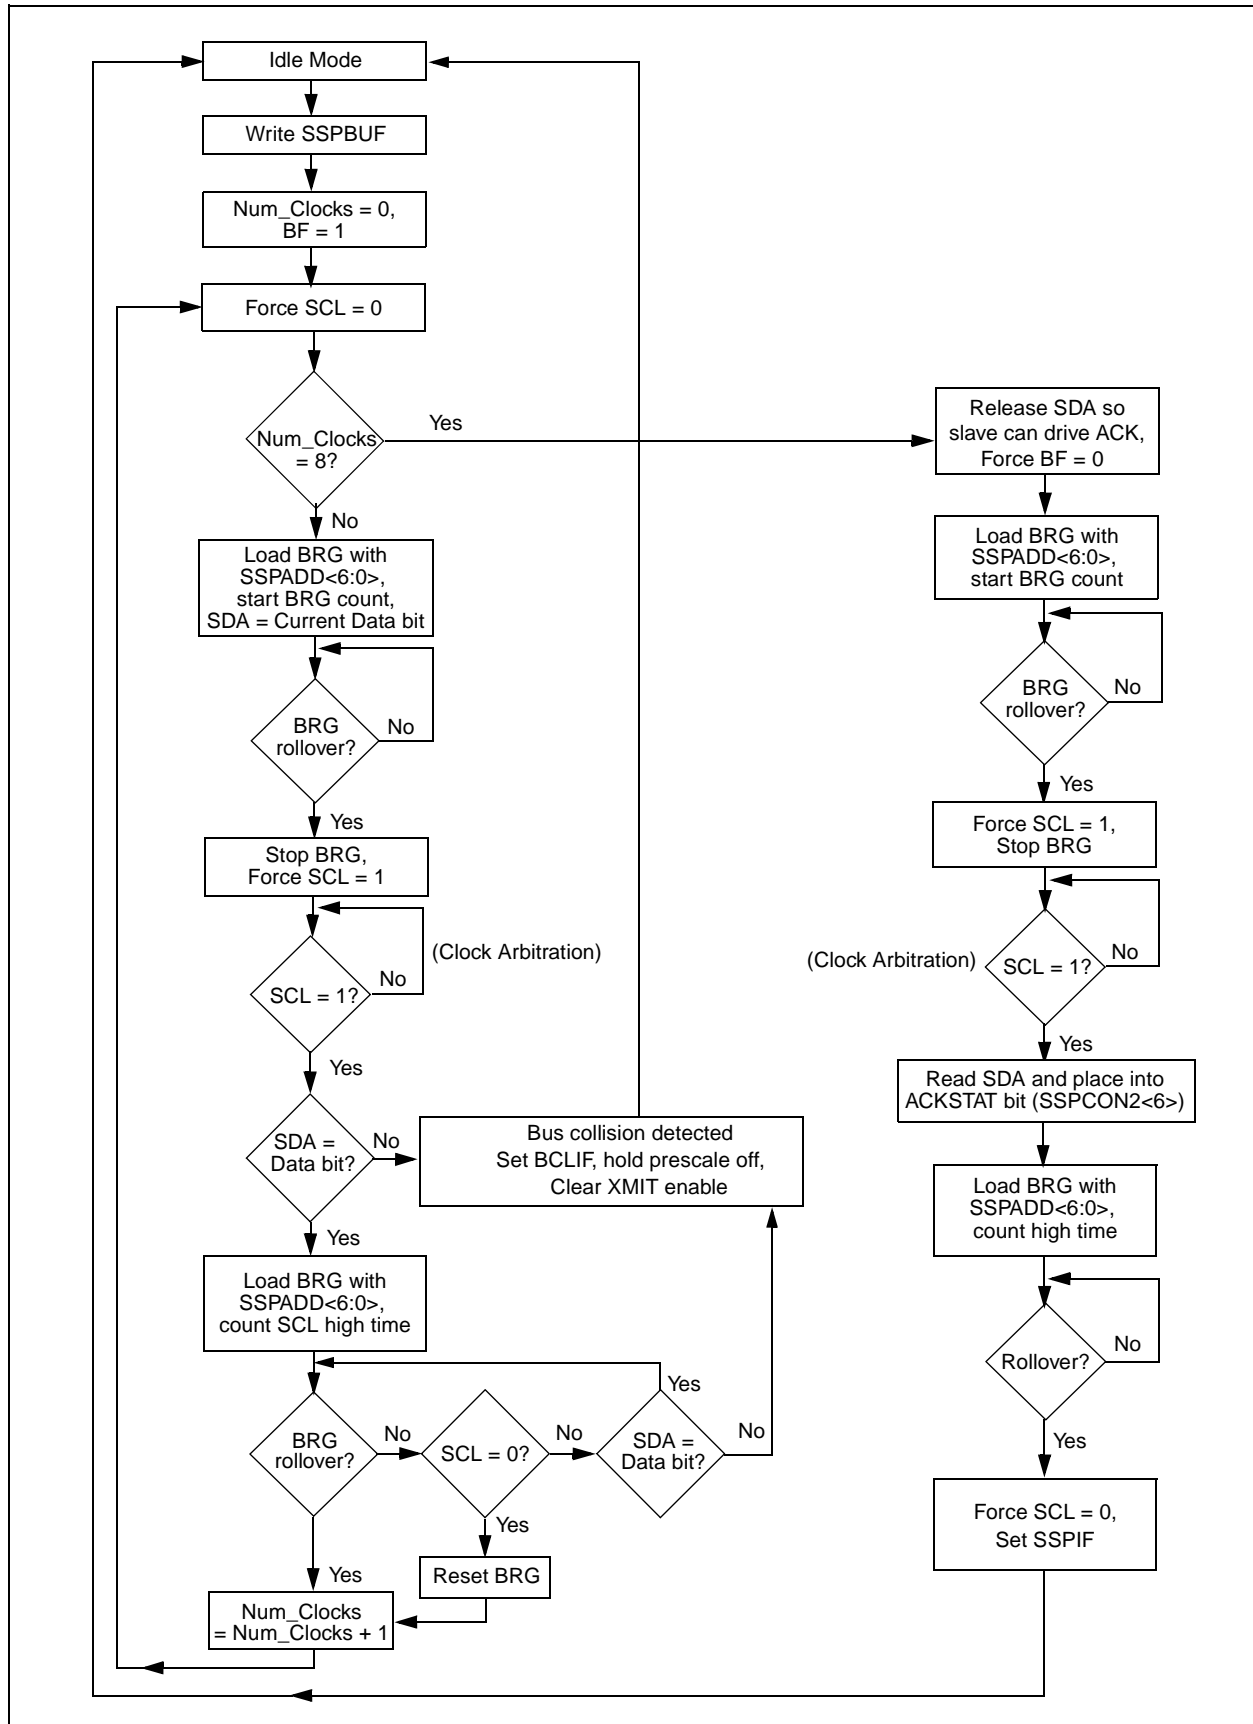 Idle Mode
Write SSPBUF
Num_Clocks = 0,
BF = 1
Force SCL = 0
Num_Clocks
= 8?
Yes
No
Load BRG with
SSPADD<6:0>,
start BRG count,
SDA = Current Data bit
BRG
rollover?
No
Yes
Stop BRG,
Force SCL = 1
(Clock Arbitration)
SCL = 1?
No
Yes
SDA =
Data bit?
No
Bus collision detected
Set BCLIF, hold prescale off,
Clear XMIT enable
Yes
Load BRG with
SSPADD<6:0>,
count SCL high time
BRG
rollover?
No
SCL = 0?
No
SDA =
Data bit?
Yes
No
Yes
Reset BRG
Yes
Num_Clocks
= Num_Clocks + 1
Release SDA so
slave can drive ACK,
Force BF = 0
Load BRG with
SSPADD<6:0>,
start BRG count
BRG
rollover?
No
Yes
Force SCL = 1,
Stop BRG
(Clock Arbitration)
SCL = 1?
No
Yes
Read SDA and place into
ACKSTAT bit (SSPCON2<6>)
Load BRG with
SSPADD<6:0>,
count high time
Rollover?
No
Yes
Force SCL = 0,
Set SSPIF